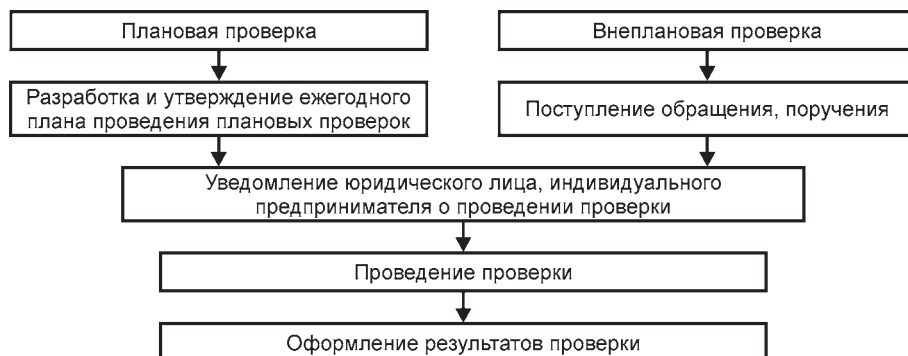 Плановая проверка
Внеплановая проверка
Разработка и утверждение ежегодного
плана проведения плановых проверок
Поступление обращения, поручения
Уведомление юридического лица, индивидуального
предпринимателя о проведении проверки
Проведение проверки
Оформление результатов проверки